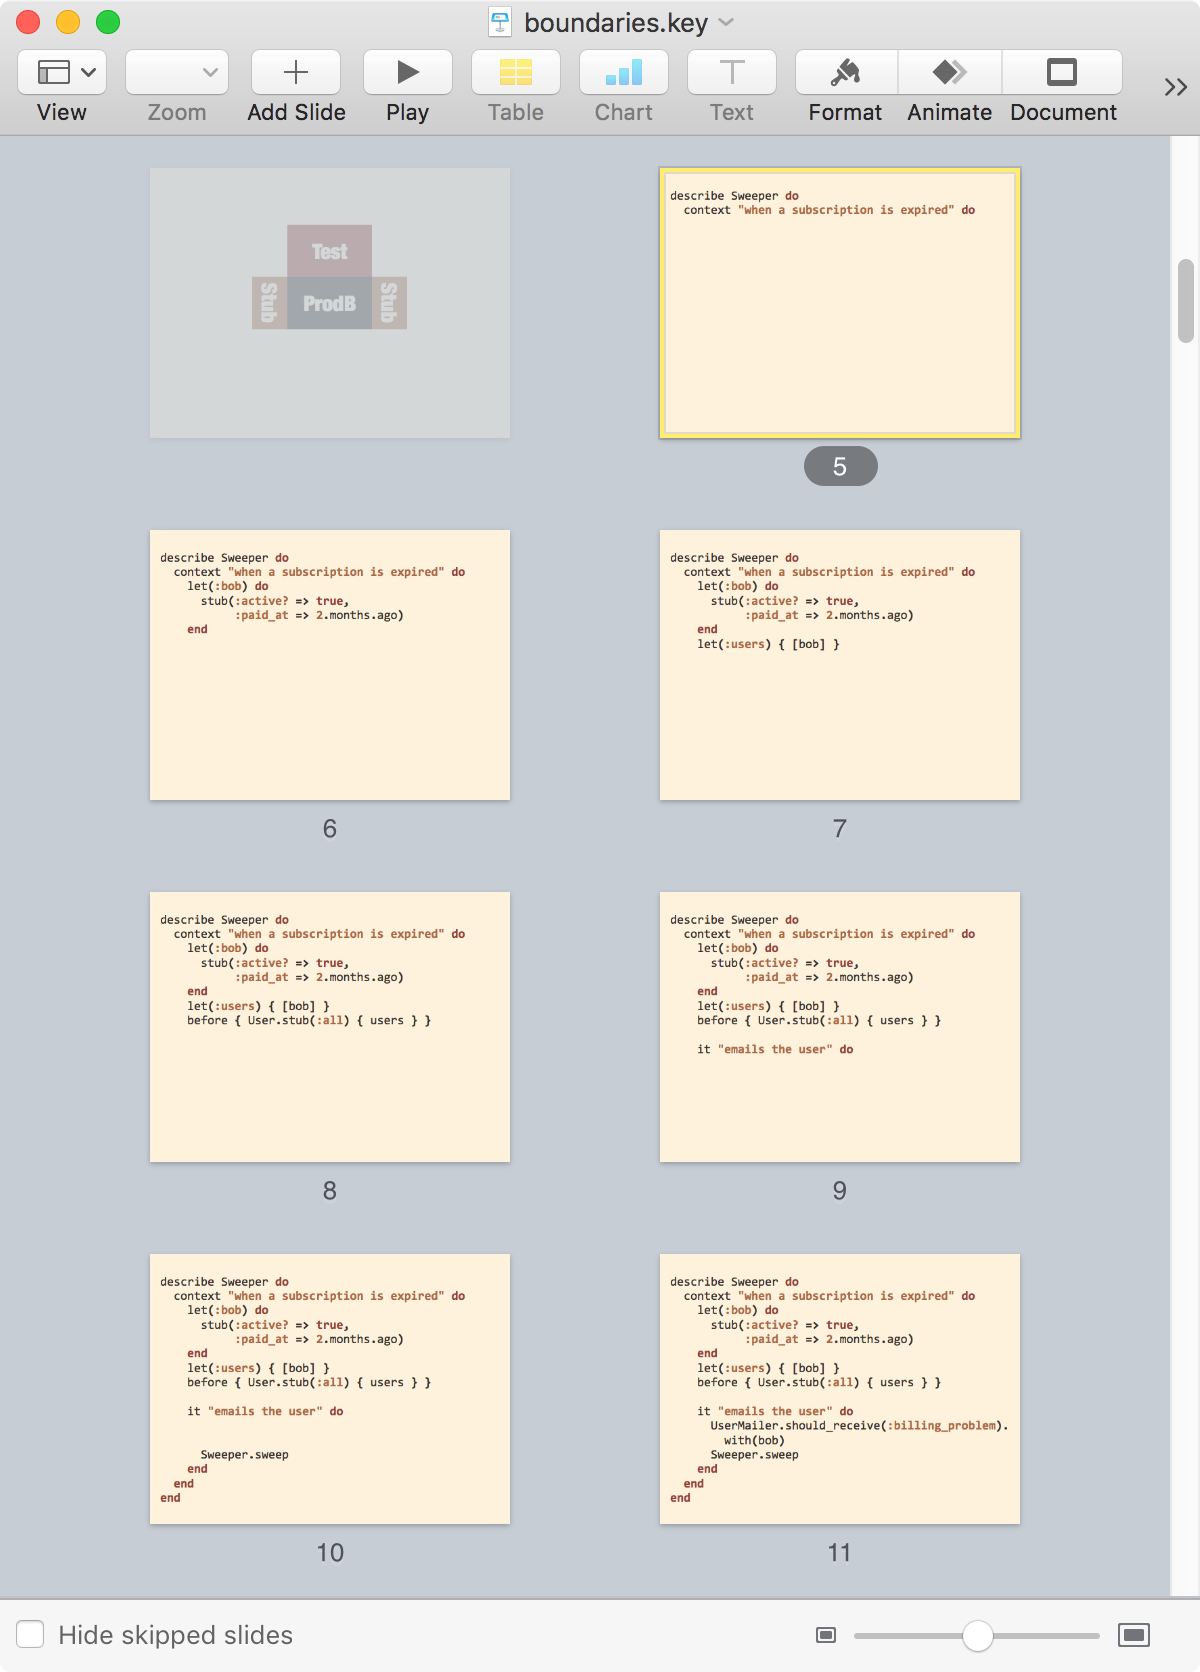 boundaries.key
View
Zoom
Add Slide
Play
Table
Chart
Text
Format
Animate
Document
Test
Stub
ProdB
Stub
describe Sweeper do
  context "when a subscription is expired" do
5
describe Sweeper do
  context "when a subscription is expired" do
    let(:bob) do
      stub(:active? => true,
           :paid_at => 2.months.ago)
    end
6
describe Sweeper do
  context "when a subscription is expired" do
    let(:bob) do
      stub(:active? => true,
           :paid_at => 2.months.ago)
    end
    let(:users) { [bob] }
7
describe Sweeper do
  context "when a subscription is expired" do
    let(:bob) do
      stub(:active? => true,
           :paid_at => 2.months.ago)
    end
    let(:users) { [bob] }
    before { User.stub(:all) { users } }
8
describe Sweeper do
  context "when a subscription is expired" do
    let(:bob) do
      stub(:active? => true,
           :paid_at => 2.months.ago)
    end
    let(:users) { [bob] }
    before { User.stub(:all) { users } }
    it "emails the user" do
9
describe Sweeper do
  context "when a subscription is expired" do
    let(:bob) do
      stub(:active? => true,
           :paid_at => 2.months.ago)
    end
    let(:users) { [bob] }
    before { User.stub(:all) { users } }
    it "emails the user" do
      Sweeper.sweep
    end
  end
end
10
describe Sweeper do
  context "when a subscription is expired" do
    let(:bob) do
      stub(:active? => true,
           :paid_at => 2.months.ago)
    end
    let(:users) { [bob] }
    before { User.stub(:all) { users } }
    it "emails the user" do
      UserMailer.should_receive(:billing_problem).
        with(bob)
      Sweeper.sweep
    end
  end
end
11
Hide skipped slides